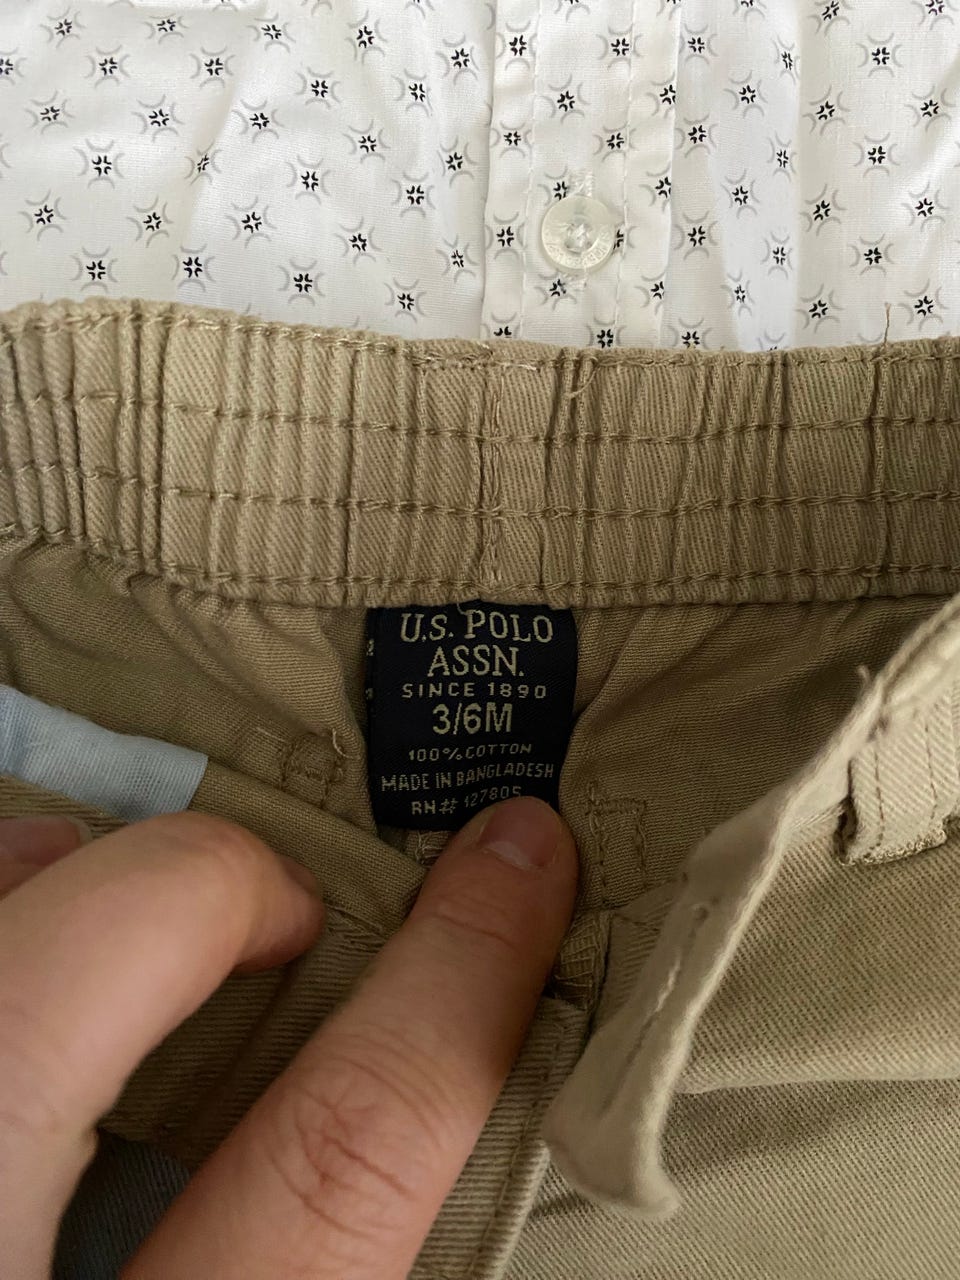 U.S. POLO
ASSN.
SINCE 1890
3/6M
100% COTTON
MADE IN BANGLADESH
RN# 127805